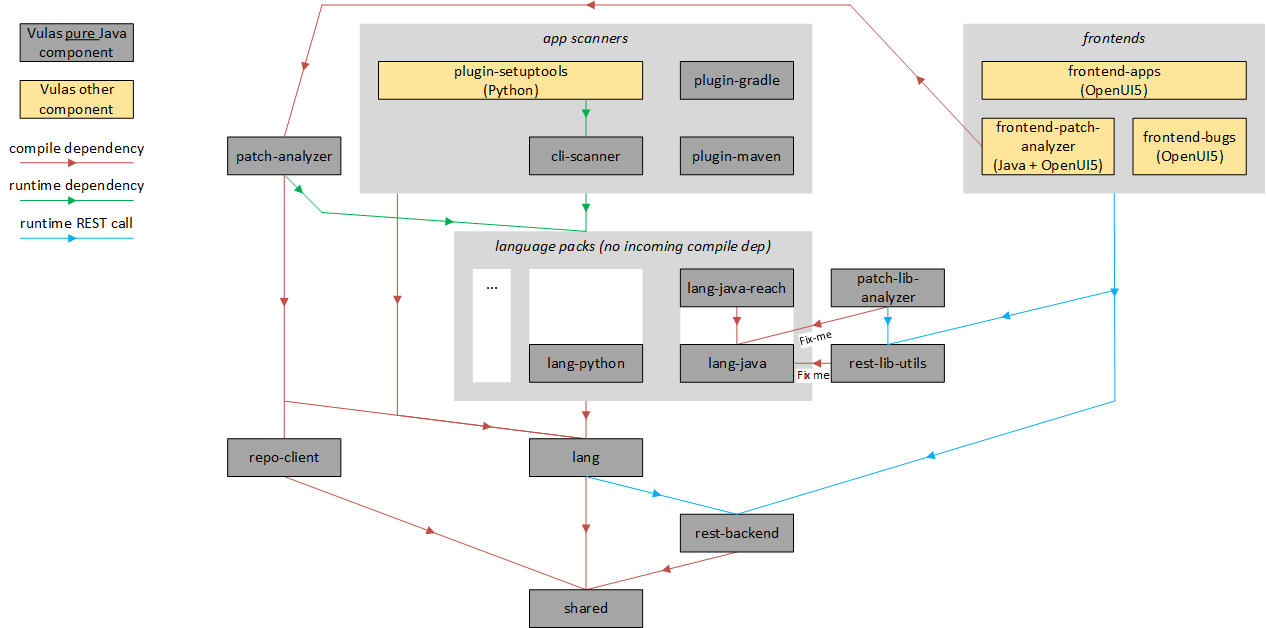 Vulas pure Java
component
Vulas other
component
compile dependency
runtime dependency
runtime REST call
app scanners
plugin-setuptools
(Python)
plugin-gradle
cli-scanner
plugin-maven
frontends
frontend-apps
(OpenUI5)
frontend-patch-
analyzer
(Java + OpenUI5)
frontend-bugs
(OpenUI5)
patch-analyzer
language packs (no incoming compile dep)
...
lang-java-reach
patch-lib-
analyzer
Fix-me
lang-python
lang-java
Fix me
rest-lib-utils
repo-client
lang
rest-backend
shared